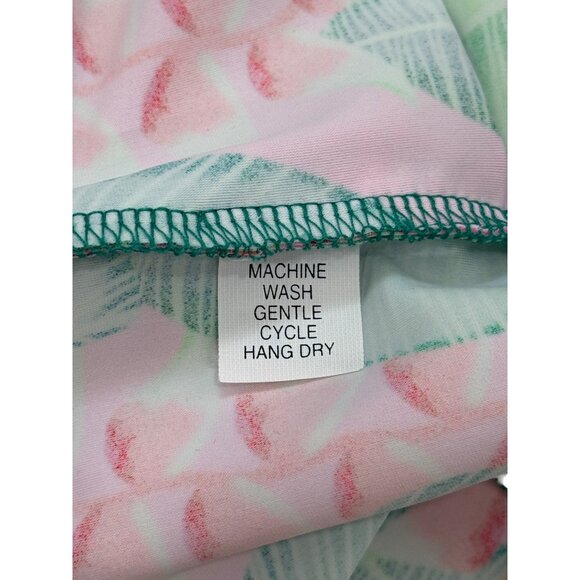 MACHINE
WASH
GENTLE
CYCLE
HANG DRY